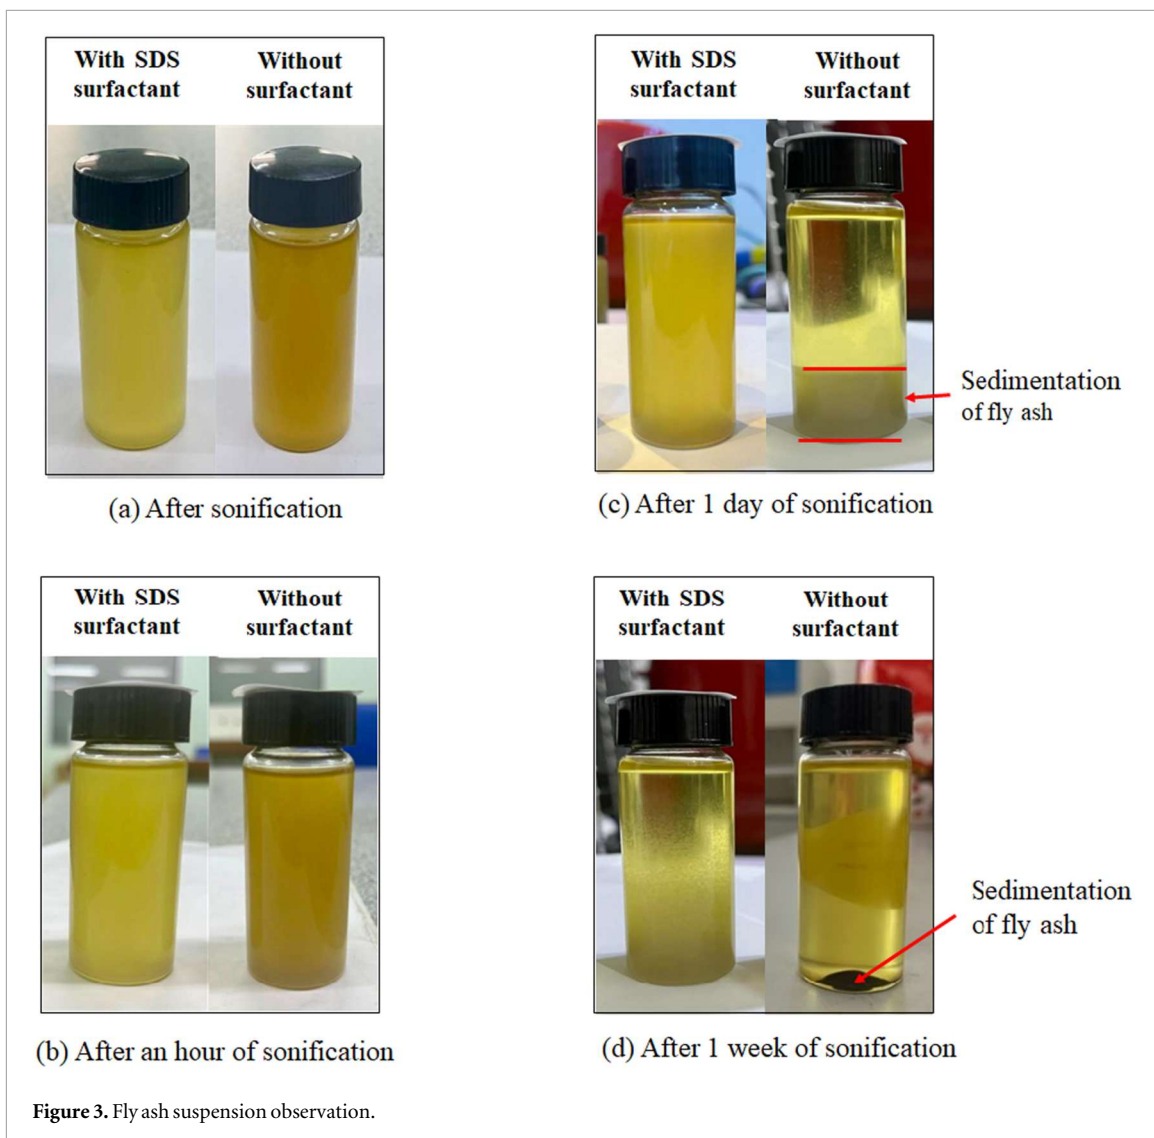 With SDS
surfactant
Without
surfactant
(a) After sonification
With SDS
surfactant
Without
surfactant
Sedimentation
of fly ash
(c) After 1 day of sonification
With SDS
surfactant
Without
surfactant
(b) After an hour of sonification
With SDS
surfactant
Without
surfactant
Sedimentation
of fly ash
(d) After 1 week of sonification
Figure 3. Fly ash suspension observation.